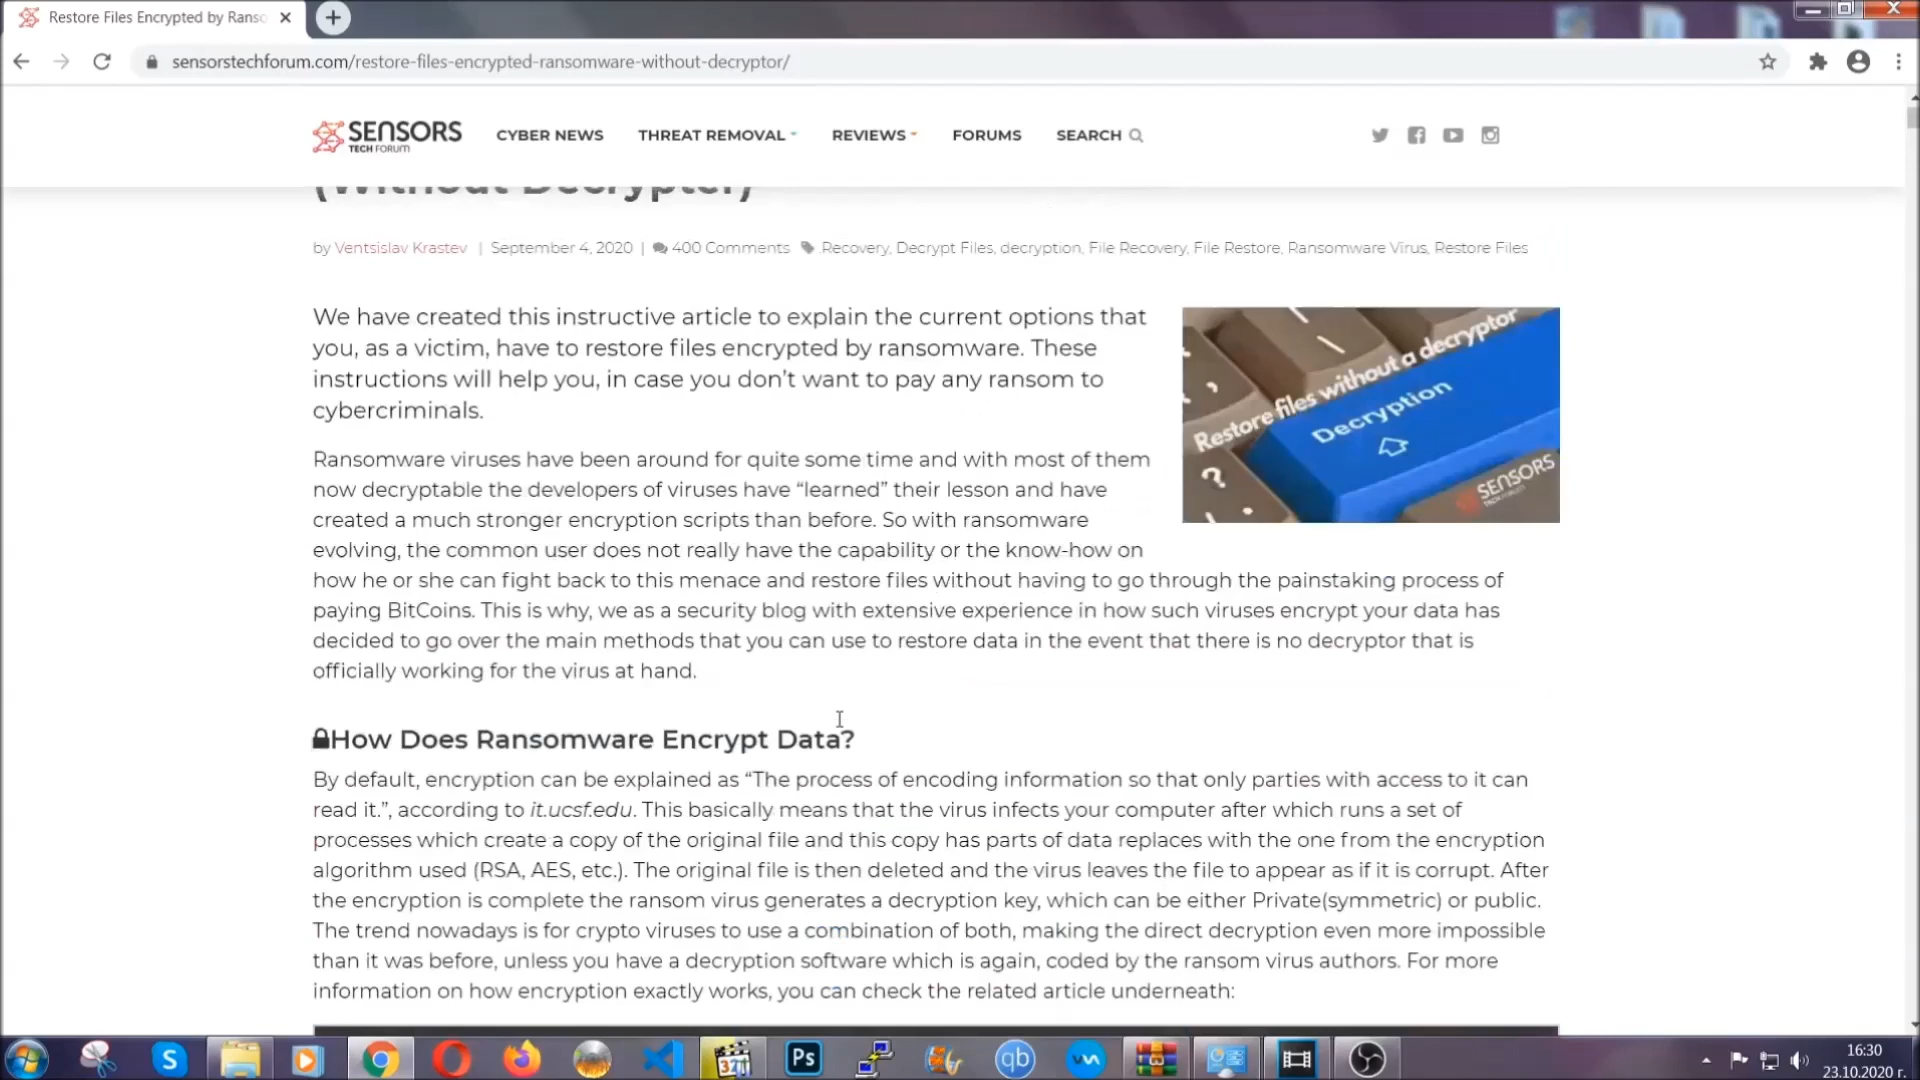 Restore Files Encrypted by Ranso
sensorstechforum.com/restore-files-encrypted-ransomware-without-decryptor/
SENSORS
TECH FORUM
CYBER NEWS
THREAT REMOVAL
REVIEWS
FORUMS
SEARCH
(Without Decrypter)
by Ventsislav Krastev | September 4, 2020 | 400 Comments Recovery, Decrypt Files, decryption, File Recovery, File Restore, Ransomware Virus, Restore Files
We have created this instructive article to explain the current options that
you, as a victim, have to restore files encrypted by ransomware. These
instructions will help you, in case you don't want to pay any ransom to
cybercriminals.
Restore files without a decryptor
Decryption
SENSORS
Ransomware viruses have been around for quite some time and with most of them
now decryptable the developers of viruses have “learned” their lesson and have
created a much stronger encryption scripts than before. So with ransomware
evolving, the common user does not really have the capability or the know-how on
how he or she can fight back to this menace and restore files without having to go through the painstaking process of
paying BitCoins. This is why, we as a security blog with extensive experience in how such viruses encrypt your data has
decided to go over the main methods that you can use to restore data in the event that there is no decryptor that is
officially working for the virus at hand.
How Does Ransomware Encrypt Data?
By default, encryption can be explained as “The process of encoding information so that only parties with access to it can
read it.”, according to it.ucsf.edu. This basically means that the virus infects your computer after which runs a set of
processes which create a copy of the original file and this copy has parts of data replaces with the one from the encryption
algorithm used (RSA, AES, etc.). The original file is then deleted and the virus leaves the file to appear as if it is corrupt. After
the encryption is complete the ransom virus generates a decryption key, which can be either Private(symmetric) or public.
The trend nowadays is for crypto viruses to use a combination of both, making the direct decryption even more impossible
than it was before, unless you have a decryption software which is again, coded by the ransom virus authors. For more
information on how encryption exactly works, you can check the related article underneath:
Ps
qb
16:30
23.10.2020 г.